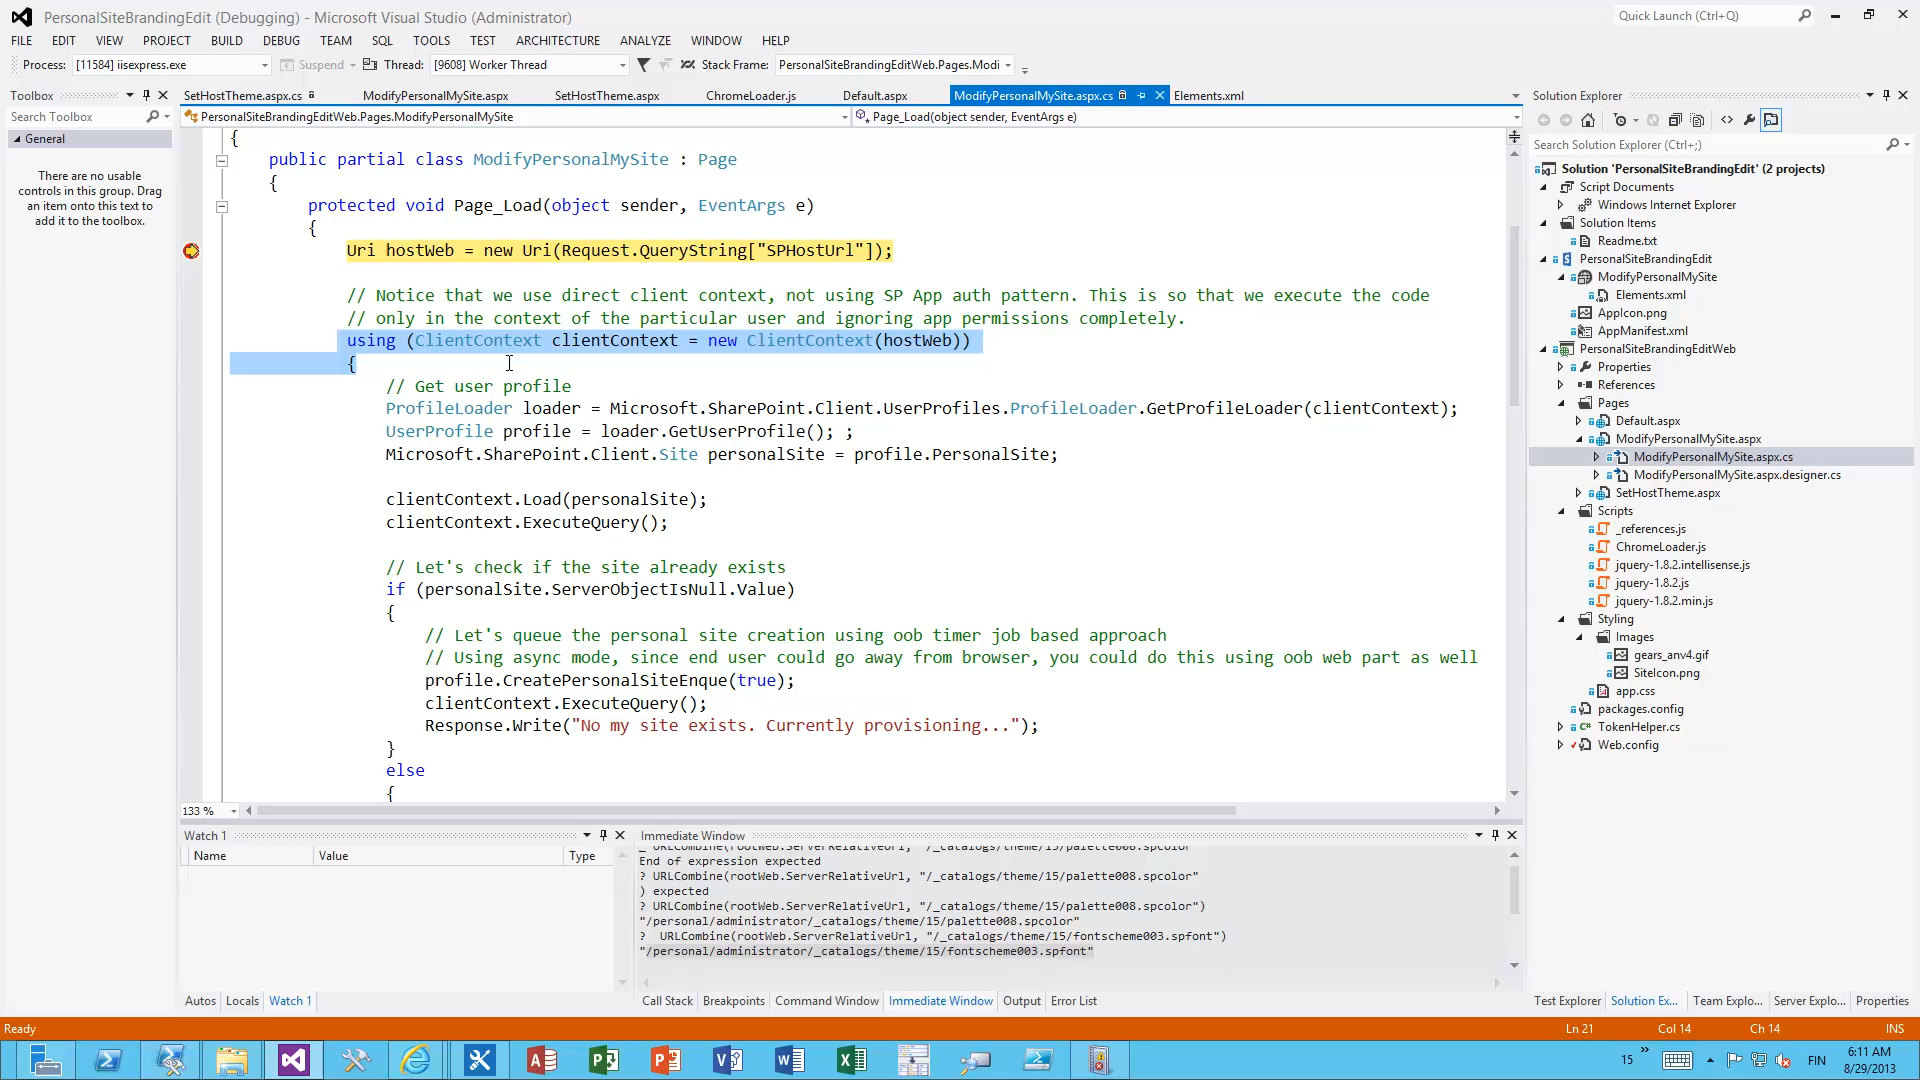 PersonalSiteBrandingEdit (Debugging) - Microsoft Visual Studio (Administrator)
Quick Launch (Ctrl+Q)
FILE EDIT VIEW PROJECT BUILD DEBUG TEAM SQL TOOLS TEST ARCHITECTURE ANALYZE WINDOW HELP
Process: [11584] iisexpress.exe Suspend Thread: [9608] Worker Thread Stack Frame: PersonalSiteBrandingEditWeb.Pages.Modi
Toolbox
Search Toolbox
General
There are no usable
controls in this group. Drag
an item onto this text to
add it to the toolbox.
SetHostTheme.aspx.cs ModifyPersonalMySite.aspx SetHostTheme.aspx ChromeLoader.js Default.aspx ModifyPersonalMySite.aspx.cs Elements.xml
PersonalSiteBrandingEditWeb.Pages.ModifyPersonalMySite Page_Load(object sender, EventArgs e)
{
public partial class ModifyPersonalMySite : Page
{
protected void Page_Load(object sender, EventArgs e)
{
Uri hostWeb = new Uri(Request.QueryString["SPHostUrl"]);
// Notice that we use direct client context, not using SP App auth pattern. This is so that we execute the code
// only in the context of the particular user and ignoring app permissions completely.
using (ClientContext clientContext = new ClientContext(hostWeb))
{
// Get user profile
ProfileLoader loader = Microsoft.SharePoint.Client.UserProfiles.ProfileLoader.GetProfileLoader(clientContext);
UserProfile profile = loader.GetUserProfile(); ;
Microsoft.SharePoint.Client.Site personalSite = profile.PersonalSite;
clientContext.Load(personalSite);
clientContext.ExecuteQuery();
// Let's check if the site already exists
if (personalSite.ServerObjectIsNull.Value)
{
// Let's queue the personal site creation using oob timer job based approach
// Using async mode, since end user could go away from browser, you could do this using oob web part as well
profile.CreatePersonalSiteEnque(true);
clientContext.ExecuteQuery();
Response.Write("No my site exists. Currently provisioning...");
}
else
{
133 %
Watch 1
Name Value Type
Autos Locals Watch 1
Immediate Window
URLCombine(rootWeb.ServerRelativeUrl, "/_catalogs/theme/15/palette008.spcolor"
End of expression expected
? URLCombine(rootWeb.ServerRelativeUrl, "/_catalogs/theme/15/palette008.spcolor"
) expected
? URLCombine(rootWeb.ServerRelativeUrl, "/_catalogs/theme/15/palette008.spcolor")
"/personal/administrator/_catalogs/theme/15/palette008.spcolor"
? URLCombine(rootWeb.ServerRelativeUrl, "/_catalogs/theme/15/fontscheme003.spfont")
"/personal/administrator/_catalogs/theme/15/fontscheme003.spfont"
Call Stack Breakpoints Command Window Immediate Window Output Error List
Solution Explorer
Search Solution Explorer (Ctrl+;)
Solution 'PersonalSiteBrandingEdit' (2 projects)
Script Documents
Windows Internet Explorer
Solution Items
Readme.txt
PersonalSiteBrandingEdit
ModifyPersonalMySite
Elements.xml
AppIcon.png
AppManifest.xml
PersonalSiteBrandingEditWeb
Properties
References
Pages
Default.aspx
ModifyPersonalMySite.aspx
ModifyPersonalMySite.aspx.cs
ModifyPersonalMySite.aspx.designer.cs
SetHostTheme.aspx
Scripts
_references.js
ChromeLoader.js
jquery-1.8.2.intellisense.js
jquery-1.8.2.js
jquery-1.8.2.min.js
Styling
Images
gears_anv4.gif
SiteIcon.png
app.css
packages.config
TokenHelper.cs
Web.config
Test Explorer Solution Ex... Team Explo... Server Explo... Properties
Ready Ln 21 Col 14 Ch 14 INS
15 FIN 6:11 AM
8/29/2013